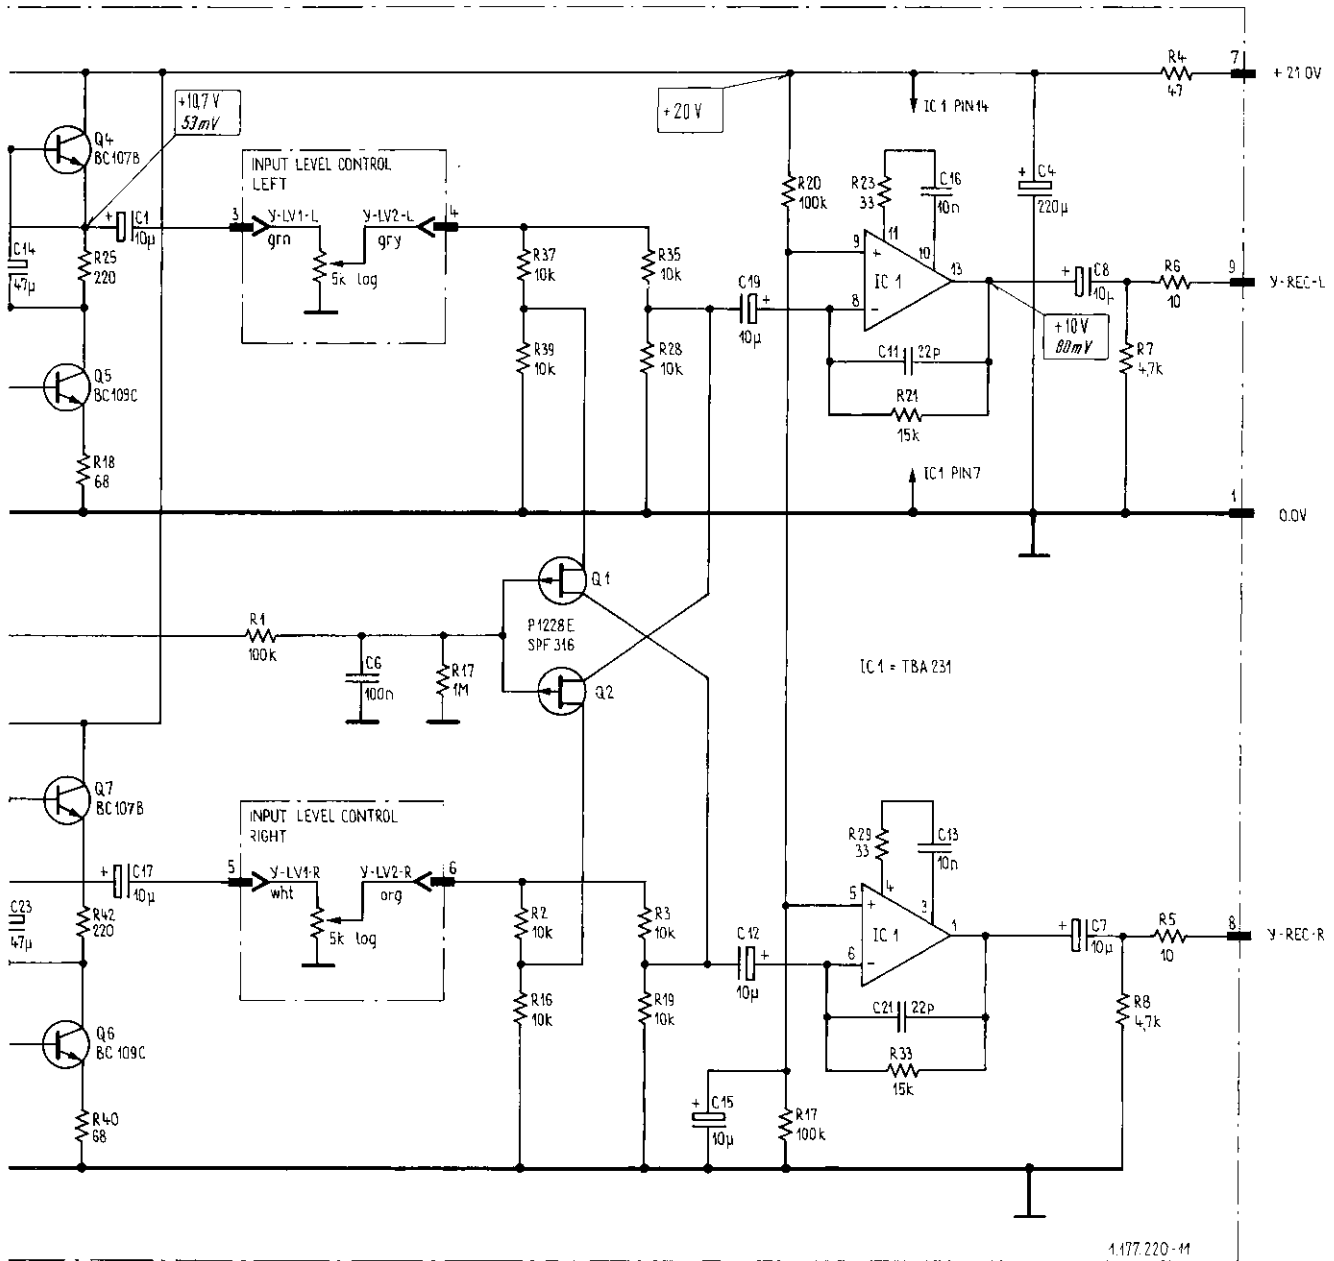 R4
47
7
+ 21.0V
+10,7 V
53mV
+20 V
IC 1 PIN14
Q4
BC107B
INPUT LEVEL CONTROL
LEFT
R20
100k
R23
33
C16
10n
+ C4
220µ
+ C1
10µ
3
Y-LV1-L
grn
Y-LV2-L
gry
4
5k log
C14
47µ
R25
220
R37
10k
R35
10k
9
11
10
13
+
IC 1
8
−
C19
+
10µ
+ C8
10µ
R6
10
9
Y-REC-L
+10V
80mV
R39
10k
R28
10k
C11
22p
R7
4,7k
Q5
BC109C
R21
15k
R18
68
IC1 PIN7
1
0.0V
Q1
P1228E
SPF 316
R1
100k
C6
100n
R17
1M
Q2
IC 1 = TBA 231
Q7
BC107B
INPUT LEVEL CONTROL
RIGHT
R29
33
C13
10n
+ C17
10µ
5
Y-LV1-R
wht
Y-LV2-R
org
6
5k log
C23
47µ
R42
220
R2
10k
R3
10k
5
4
3
1
+
IC 1
6
−
C12
+
10µ
+ C7
10µ
R5
10
8
Y-REC-R
R16
10k
R19
10k
C21
22p
R8
4,7k
Q6
BC 109C
R33
15k
R40
68
+ C15
10µ
R17
100k
1.177.220-11